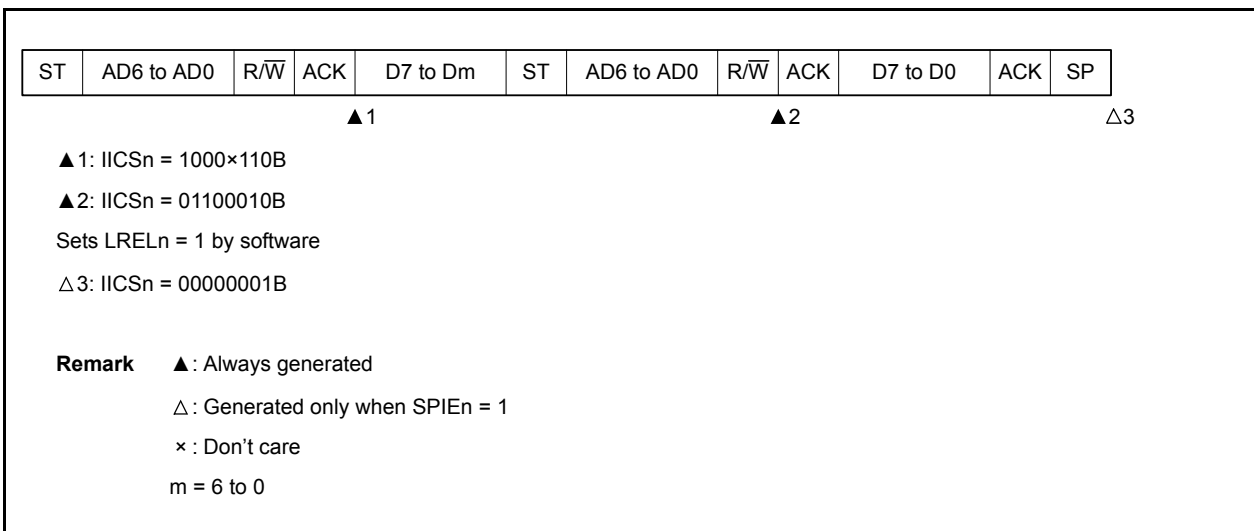 ST AD6 to AD0 R/W̅ ACK D7 to Dm ST AD6 to AD0 R/W̅ ACK D7 to D0 ACK SP
▲1 ▲2 △3
▲1: IICSn = 1000×110B
▲2: IICSn = 01100010B
Sets LRELn = 1 by software
△3: IICSn = 00000001B
Remark ▲: Always generated
△: Generated only when SPIEn = 1
×: Don't care
m = 6 to 0